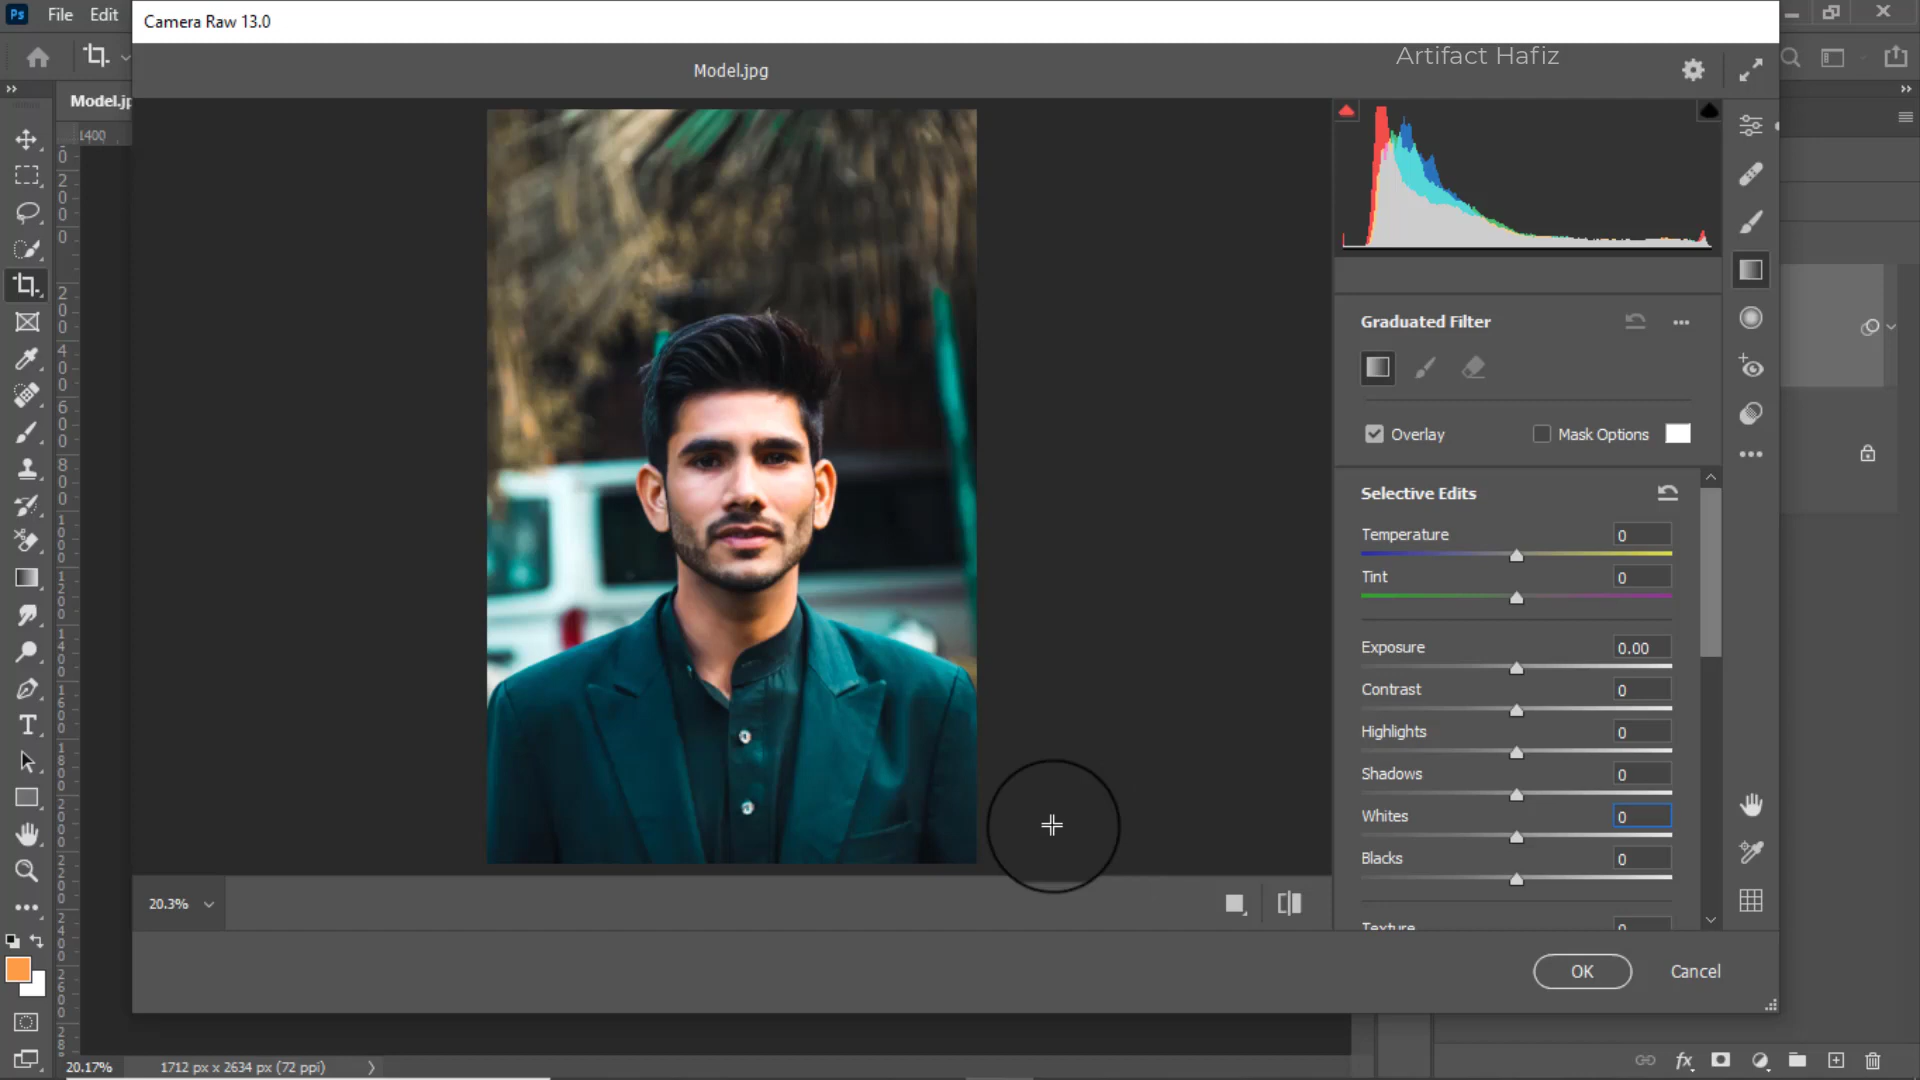 Ps File Edit
Camera Raw 13.0
Artifact Hafiz
Model.jpg
Model.jp
1400
Graduated Filter
Overlay
Mask Options
Selective Edits
Temperature 0
Tint 0
Exposure 0.00
Contrast 0
Highlights 0
Shadows 0
Whites 0
Blacks 0
Texture 0
20.3%
OK Cancel
20.17% 1712 px x 2634 px (72 ppi)
fx